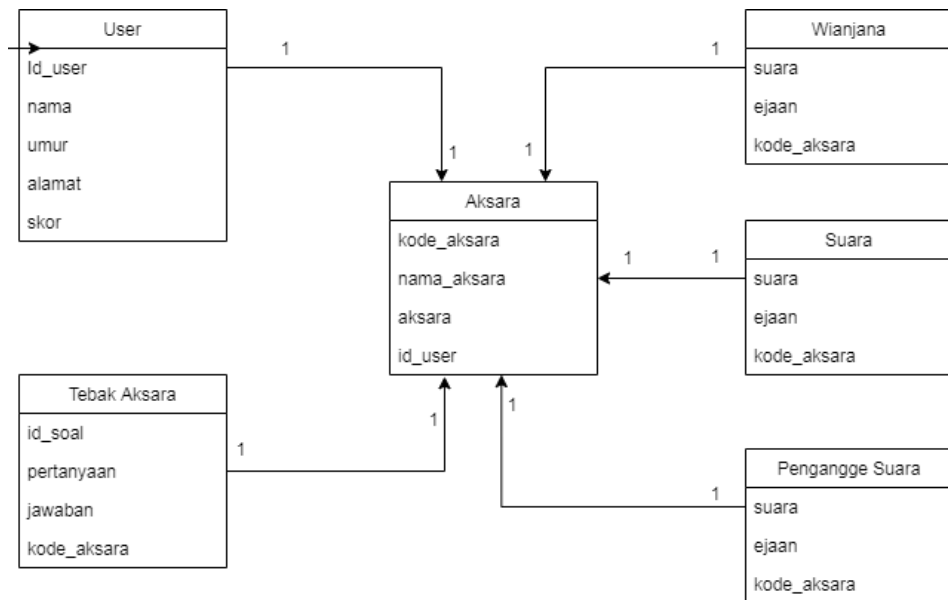 User
Id_user
nama
umur
alamat
skor
1
1
Wianjana
suara
ejaan
kode_aksara
1
1
Aksara
kode_aksara
nama_aksara
aksara
id_user
Suara
suara
ejaan
kode_aksara
1
1
Tebak Aksara
id_soal
pertanyaan
jawaban
kode_aksara
1
1
Pengangge Suara
suara
ejaan
kode_aksara
1
1